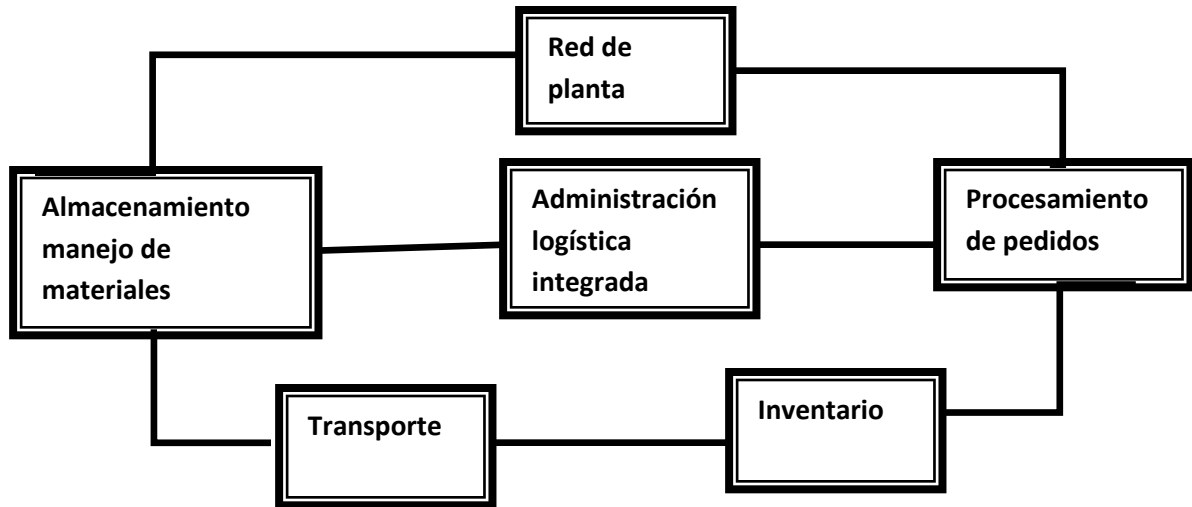 Red de
planta
Almacenamiento
manejo de
materiales
Administración
logística
integrada
Procesamiento
de pedidos
Transporte
Inventario